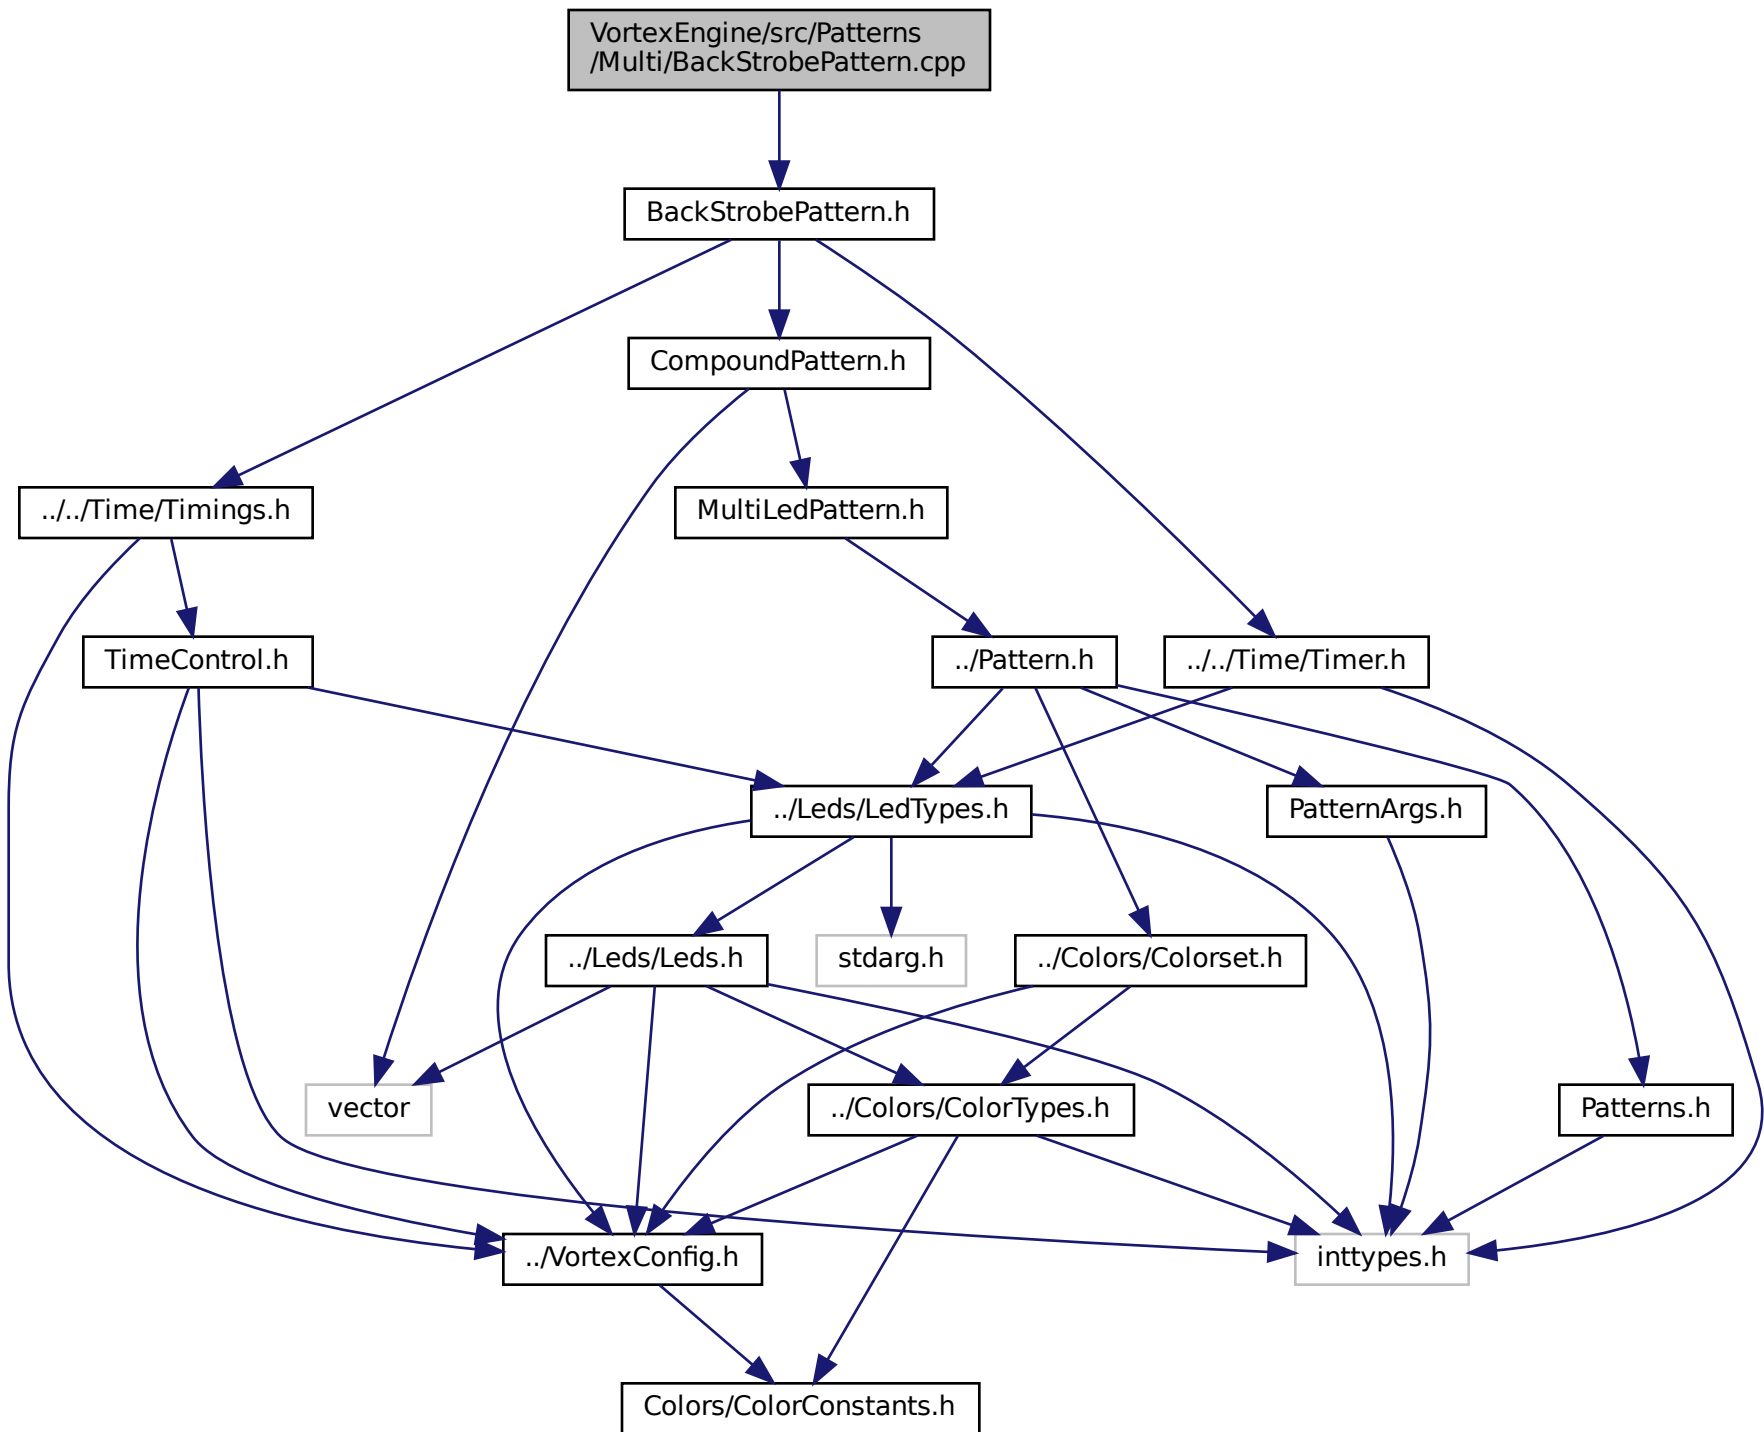 VortexEngine/src/Patterns
/Multi/BackStrobePattern.cpp
BackStrobePattern.h
CompoundPattern.h
../../Time/Timings.h
MultiLedPattern.h
TimeControl.h
../Pattern.h
../../Time/Timer.h
../Leds/LedTypes.h
PatternArgs.h
../Leds/Leds.h
stdarg.h
../Colors/Colorset.h
vector
../Colors/ColorTypes.h
Patterns.h
../VortexConfig.h
inttypes.h
Colors/ColorConstants.h